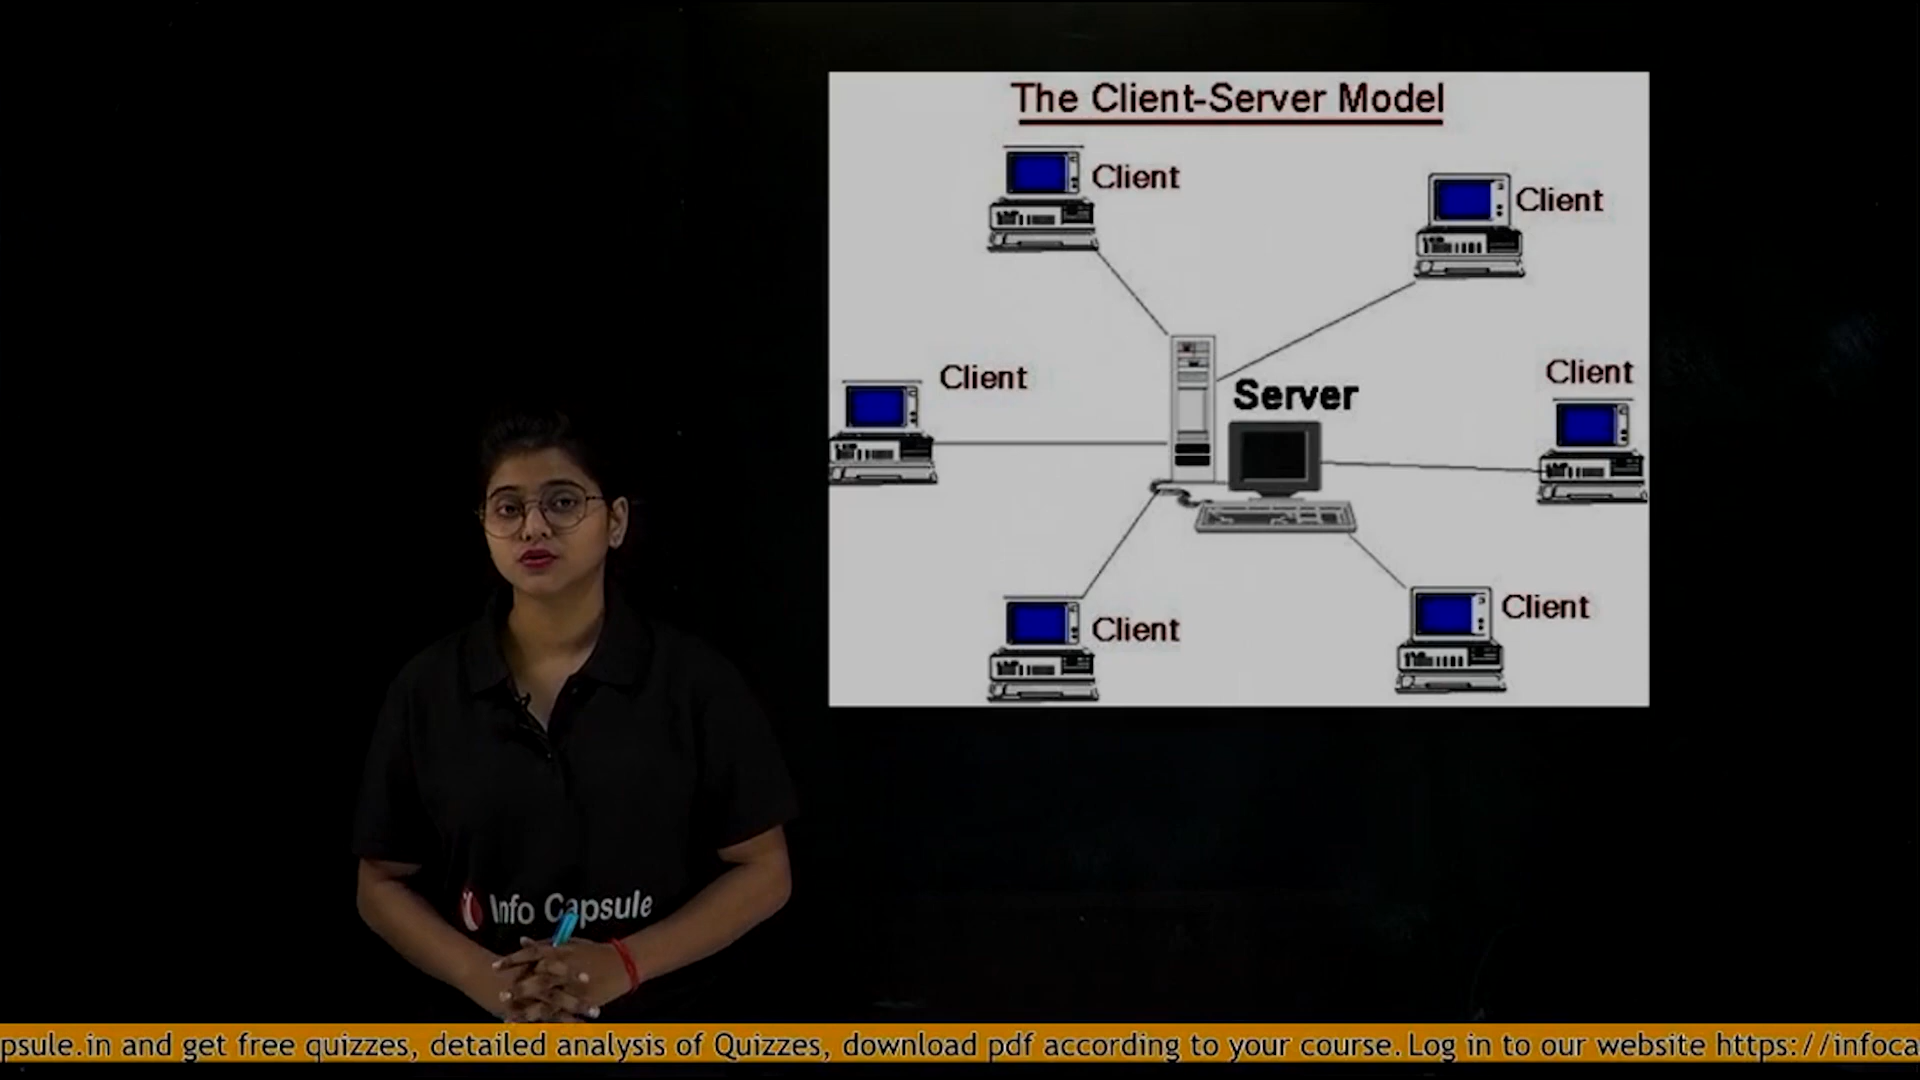 The Client-Server Model
Client
Client
Client
Client
Server
Client
Client
Info Capsule
psule.in and get free quizzes, detailed analysis of Quizzes, download pdf according to your course. Log in to our website https://infoca